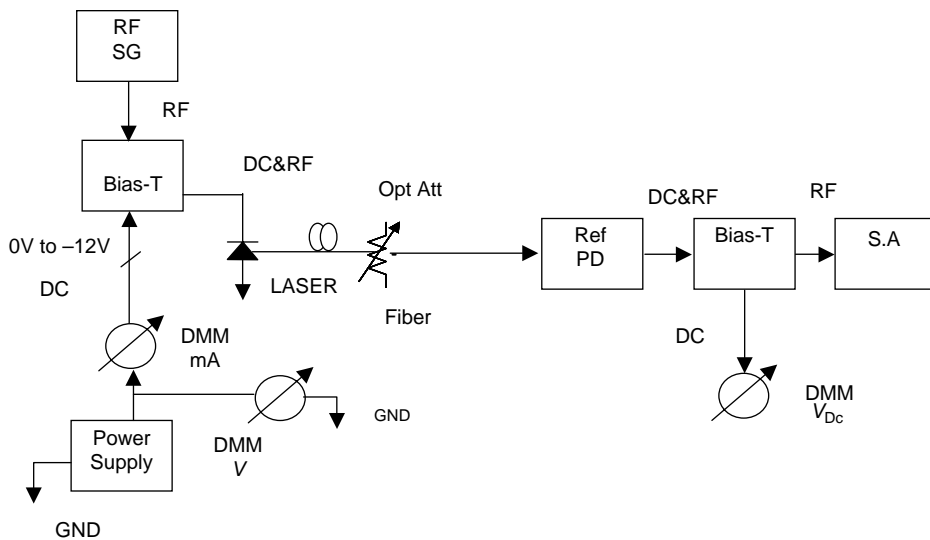 RF
SG
RF
Bias-T
DC&RF
Opt Att
DC&RF
RF
0V to –12V
Ref
PD
Bias-T
S.A
DC
LASER
Fiber
DC
DMM
mA
DMM
VDc
GND
Power
Supply
DMM
V
GND